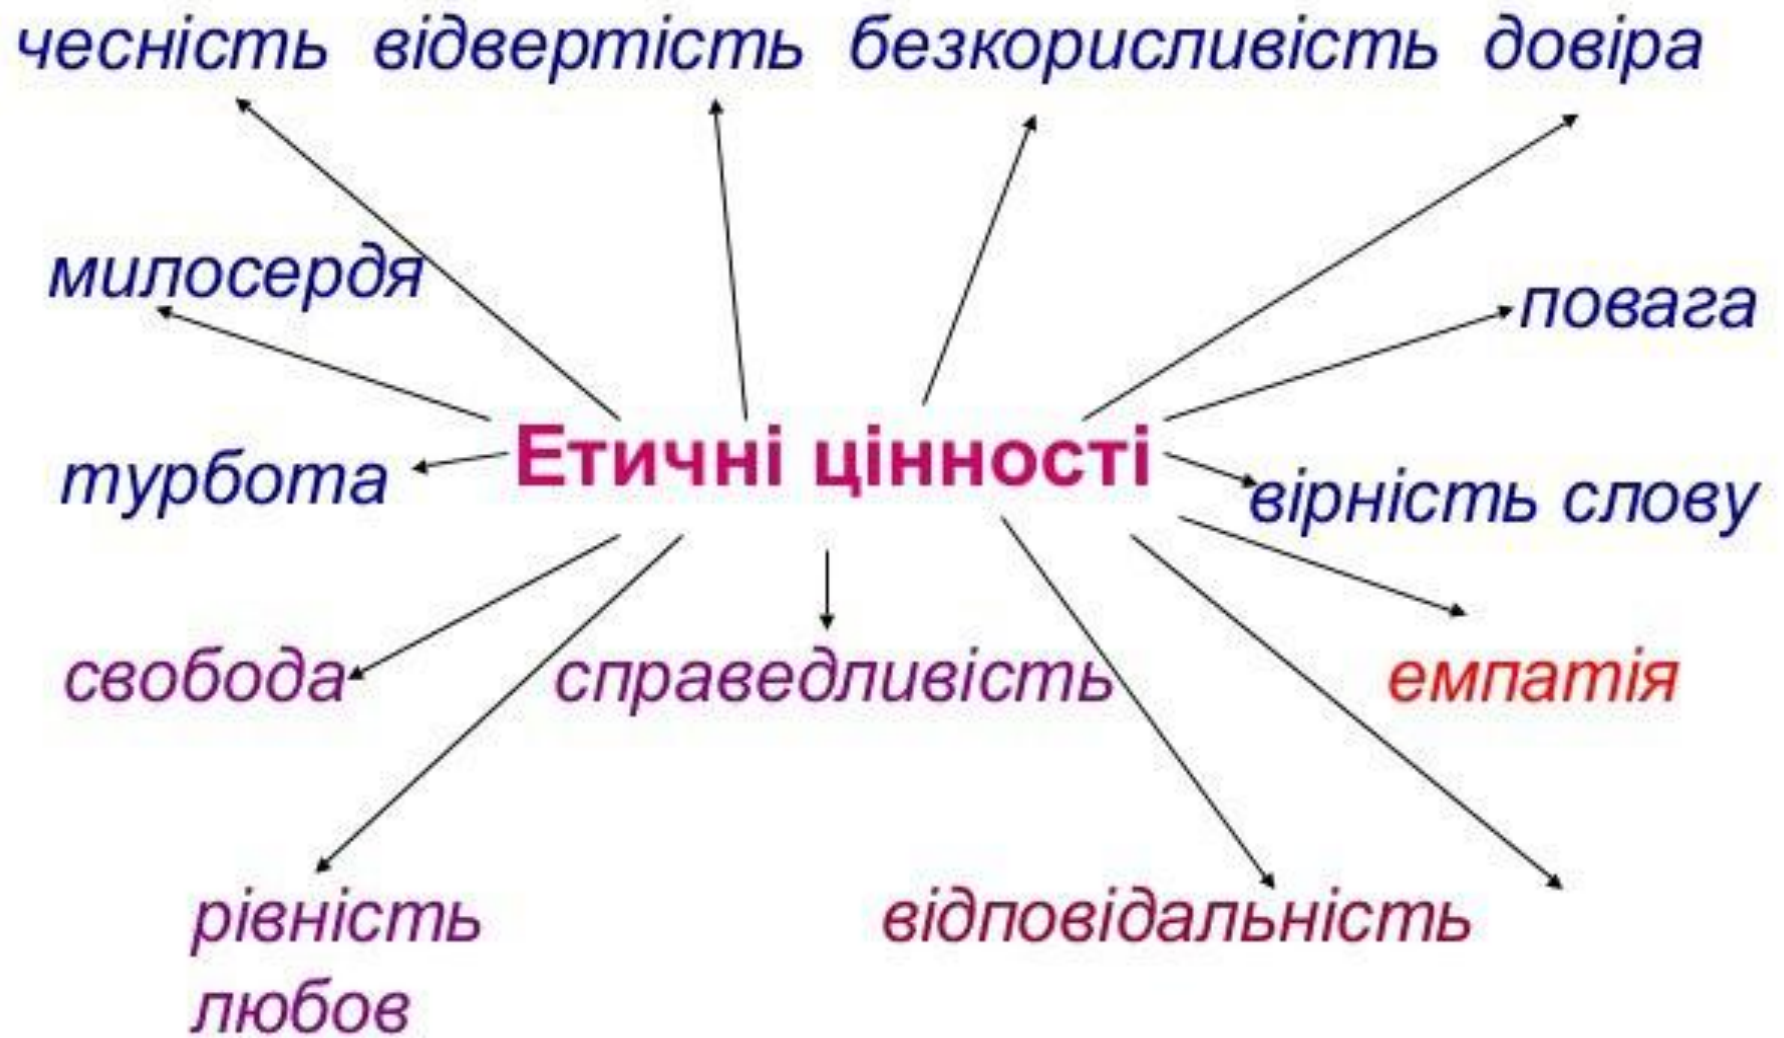 чесність відвертість безкорисливість довіра
милосердя
повага
Етичні цінності
турбота
вірність слову
свобода
справедливість
емпатія
рівність
відповідальність
любов